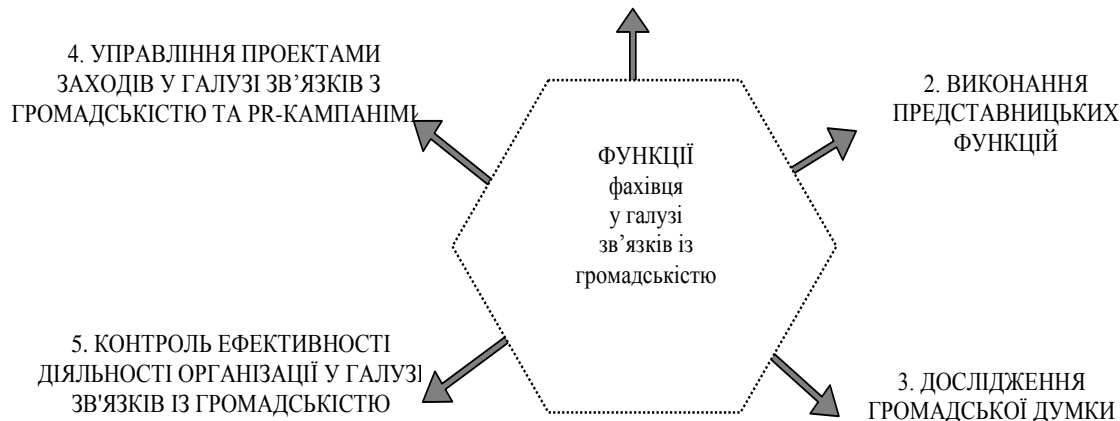 4. УПРАВЛІННЯ ПРОЕКТАМИ
ЗАХОДІВ У ГАЛУЗІ ЗВ’ЯЗКІВ З
ГРОМАДСЬКІСТЮ ТА PR-КАМПАНІМИ
2. ВИКОНАННЯ
ПРЕДСТАВНИЦЬКИХ
ФУНКЦІЙ
ФУНКЦІЇ
фахівця
у галузі
зв’язків із
громадськістю
5. КОНТРОЛЬ ЕФЕКТИВНОСТІ
ДІЯЛЬНОСТІ ОРГАНІЗАЦІЇ У ГАЛУЗІ
ЗВ'ЯЗКІВ ІЗ ГРОМАДСЬКІСТЮ
3. ДОСЛІДЖЕННЯ
ГРОМАДСЬКОЇ ДУМКИ